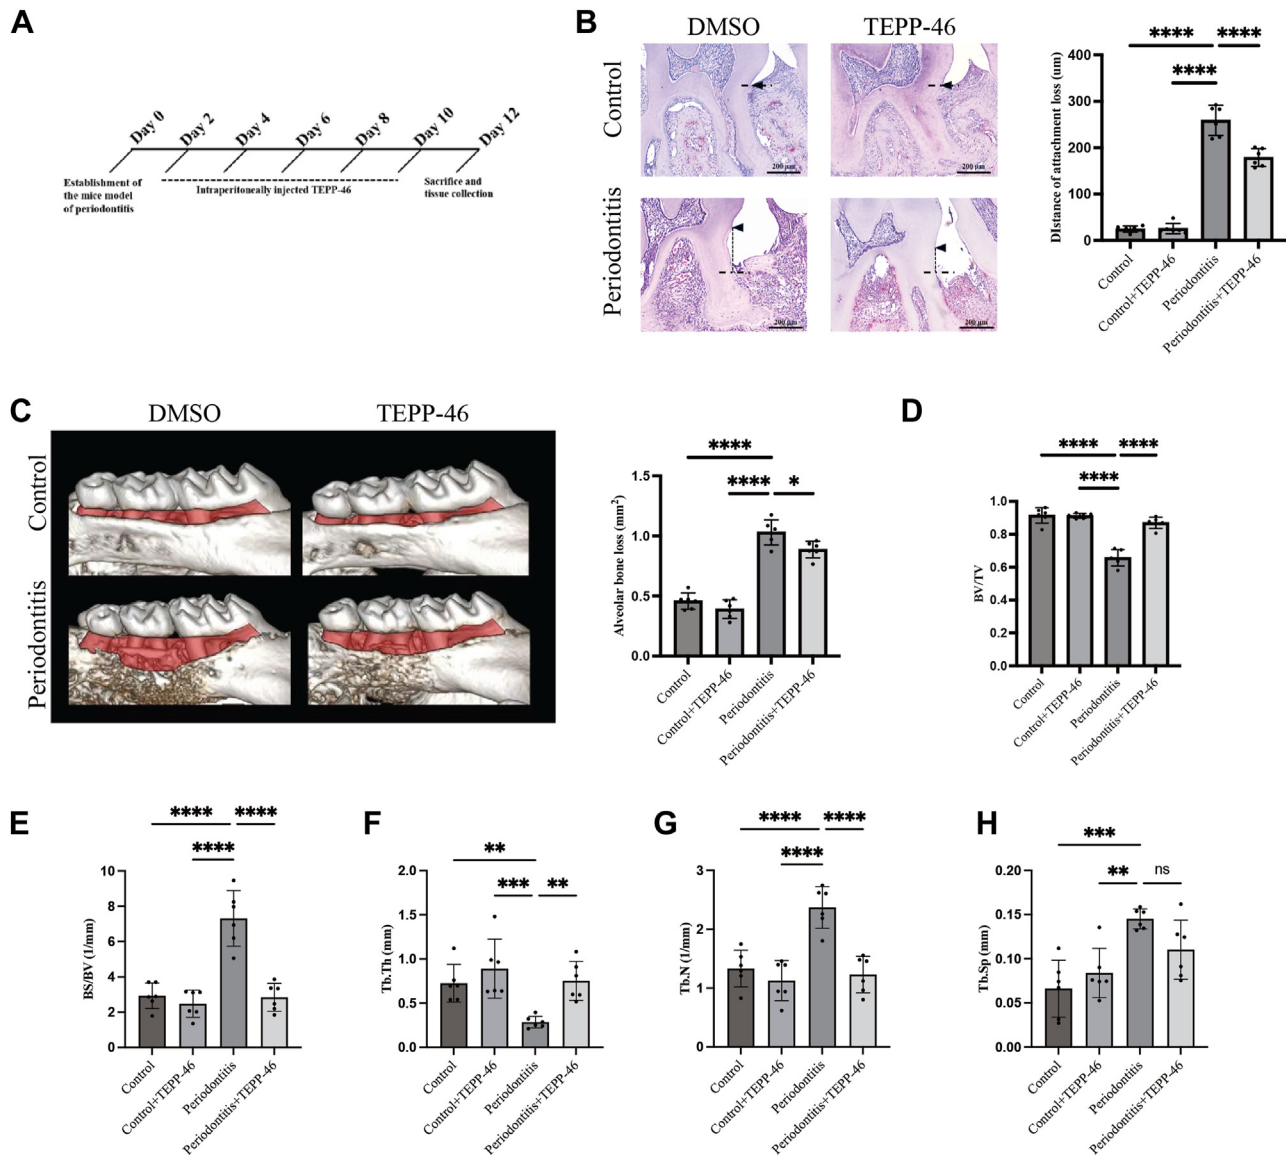 A
Day 0
Day 2
Day 4
Day 6
Day 8
Day 10
Day 12
Establishment of
the mice model
of periodontitis
Intraperitoneally injected TEPP-46
Sacrifice and
tissue collection
B
DMSO
TEPP-46
Control
Periodontitis
200 μm
200 μm
200 μm
200 μm
**** ****
****
DIstance of attachment loss (um)
400
300
200
100
0
Control
Control+TEPP-46
Periodontitis
Periodontitis+TEPP-46
C
DMSO
TEPP-46
Control
Periodontitis
****
**** *
Alveolar bone loss (mm²)
1.5
1.0
0.5
0.0
Control
Control+TEPP-46
Periodontitis
Periodontitis+TEPP-46
D
**** ****
****
BV/TV
1.0
0.8
0.6
0.4
0.2
0.0
Control
Control+TEPP-46
Periodontitis
Periodontitis+TEPP-46
E
**** ****
****
BS/BV (1/mm)
10
8
6
4
2
0
Control
Control+TEPP-46
Periodontitis
Periodontitis+TEPP-46
F
**
*** **
Tb.Th (mm)
2.0
1.5
1.0
0.5
0.0
Control
Control+TEPP-46
Periodontitis
Periodontitis+TEPP-46
G
**** ****
****
Tb.N (1/mm)
3
2
1
0
Control
Control+TEPP-46
Periodontitis
Periodontitis+TEPP-46
H
***
** ns
Tb.Sp (mm)
0.20
0.15
0.10
0.05
0.00
Control
Control+TEPP-46
Periodontitis
Periodontitis+TEPP-46